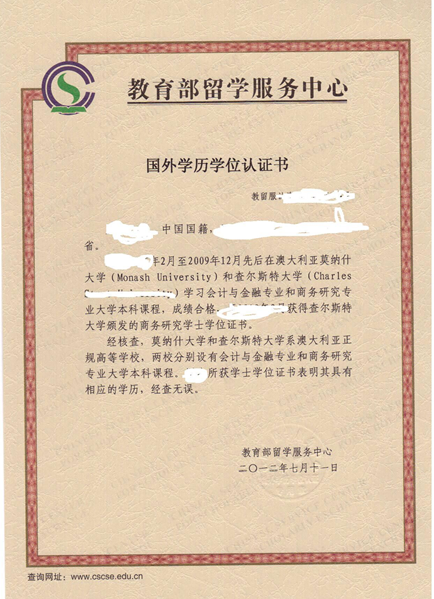 教育部留学服务中心
国外学历学位认证书
教留服
中国国籍,
省。
年2月至2009年12月先后在澳大利亚莫纳什
大学(Monash University)和查尔斯特大学(Charles
)学习会计与金融专业和商务研究专
业大学本科课程,成绩合格, 获得查尔斯特
大学颁发的商务研究学士学位证书。
经核查,莫纳什大学和查尔斯特大学系澳大利亚正
规高等学校,两校分别设有会计与金融专业和商务研究
专业大学本科课程。 所获学士学位证书表明其具有
相应的学历,经查无误。
教育部留学服务中心
二〇一二年七月十一日
查询网址:www.cscse.edu.cn